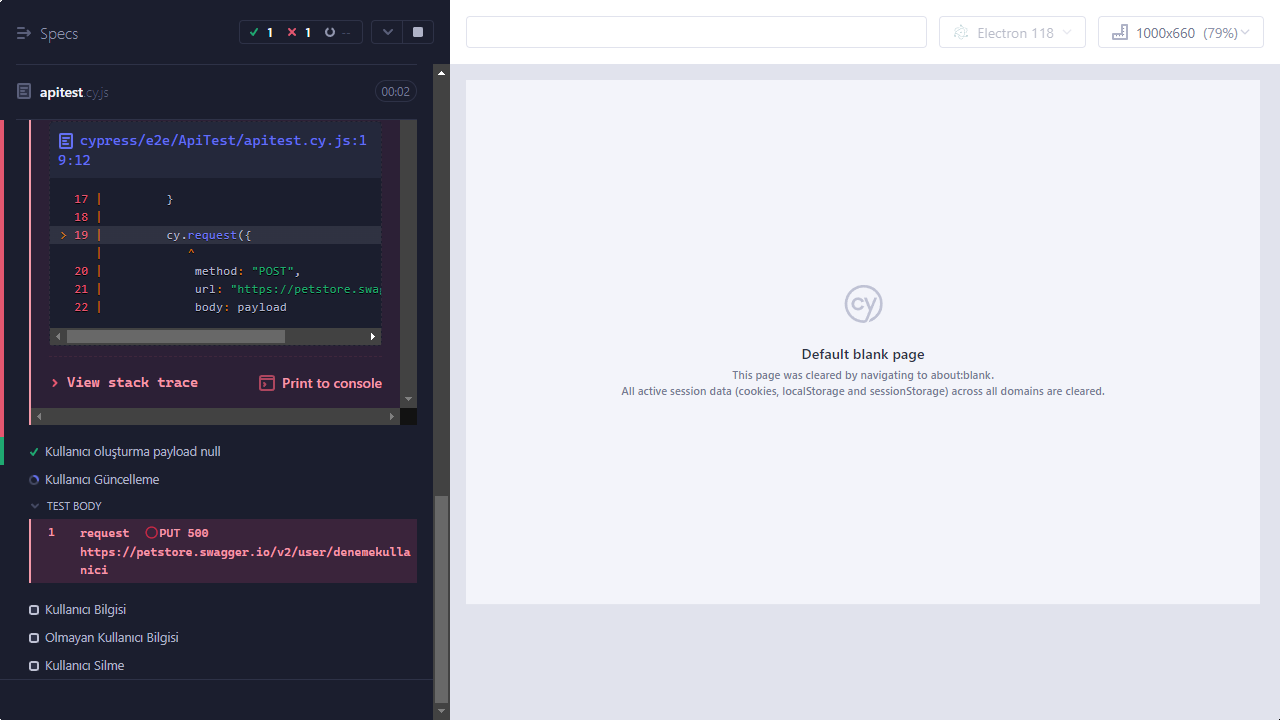 Specs
1 1 --
Electron 118
1000x660 (79%)
apitest.cy.js
00:02
cypress/e2e/ApiTest/apitest.cy.js:1
9:12
17 | }
18 |
> 19 | cy.request({
| ^
20 | method: "POST",
21 | url: "https://petstore.swag
22 | body: payload
> View stack trace
Print to console
Kullanıcı oluşturma payload null
Kullanıcı Güncelleme
TEST BODY
1 request PUT 500
https://petstore.swagger.io/v2/user/denemekulla
nici
Kullanıcı Bilgisi
Olmayan Kullanıcı Bilgisi
Kullanıcı Silme
cy
Default blank page
This page was cleared by navigating to about:blank.
All active session data (cookies, localStorage and sessionStorage) across all domains are cleared.